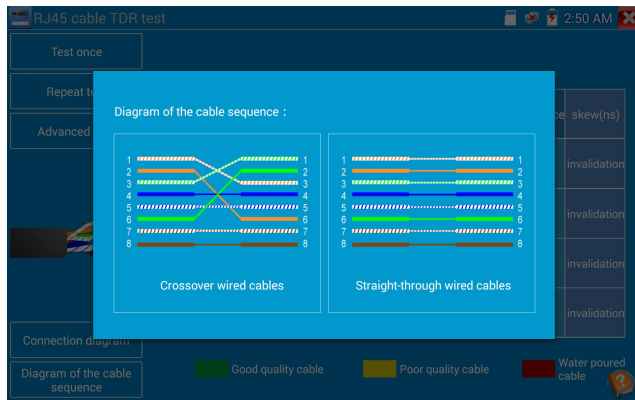 RJ45 cable TDR test
2:50 AM
Test once
Repeat te
Advanced
ce skew(ns)
Diagram of the cable sequence :
1 1
2 2
3 3
4 4
5 5
6 6
7 7
8 8
Crossover wired cables
1 1
2 2
3 3
4 4
5 5
6 6
7 7
8 8
Straight-through wired cables
invalidation
invalidation
invalidation
invalidation
Connection diagram
Diagram of the cable
sequence
Good quality cable
Poor quality cable
Water poured
cable